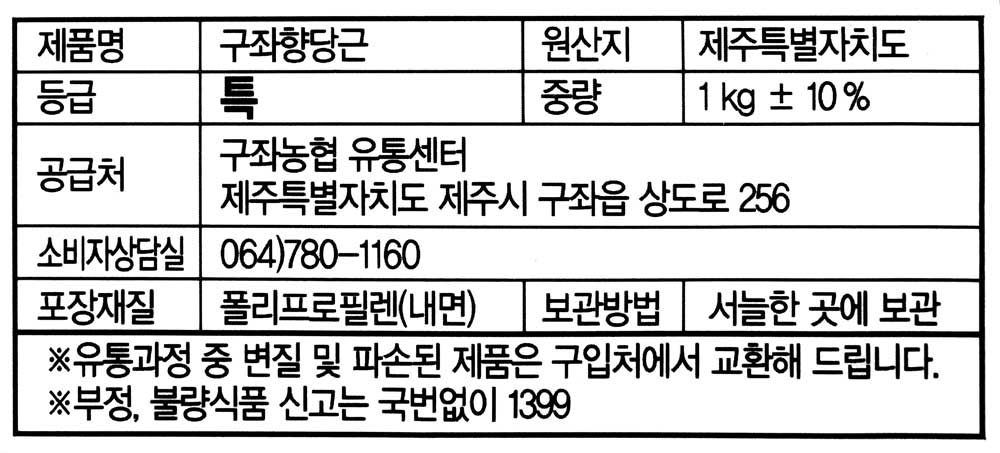 제품명 구좌향당근 원산지 제주특별자치도
등급 특 중량 1kg ± 10%
공급처 구좌농협 유통센터
제주특별자치도 제주시 구좌읍 상도로 256
소비자상담실 064)780-1160
포장재질 폴리프로필렌(내면) 보관방법 서늘한 곳에 보관
※유통과정 중 변질 및 파손된 제품은 구입처에서 교환해 드립니다.
※부정, 불량식품 신고는 국번없이 1399